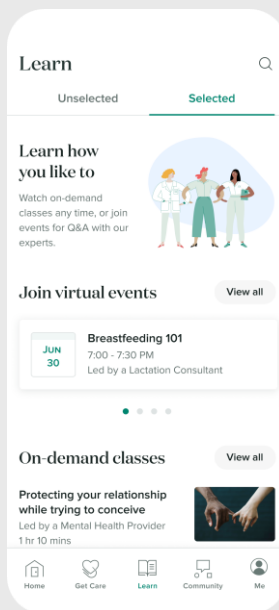 Learn
Unselected
Selected
Learn how
you like to
Watch on-demand
classes any time, or join
events for Q&A with our
experts.
Join virtual events
View all
JUN
30
Breastfeeding 101
7:00 - 7:30 PM
Led by a Lactation Consultant
On-demand classes
View all
Protecting your relationship
while trying to conceive
Led by a Mental Health Provider
1 hr 10 mins
Home
Get Care
Learn
Community
Me